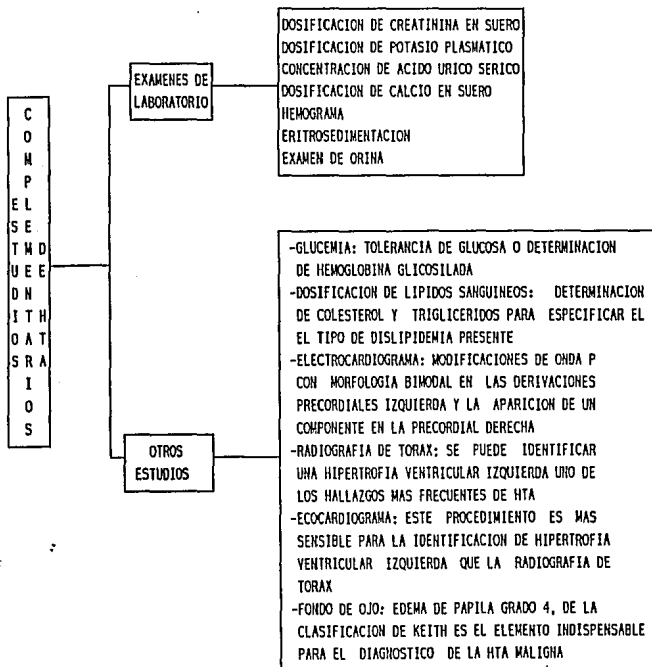 ESTUDIOS
COMPLEMENTARIOS
DE HTA
EXAMENES DE
LABORATORIO
DOSIFICACION DE CREATININA EN SUERO
DOSIFICACION DE POTASIO PLASMATICO
CONCENTRACION DE ACIDO URICO SERICO
DOSIFICACION DE CALCIO EN SUERO
HEMOGRAMA
ERITROSEDIMENTACION
EXAMEN DE ORINA
OTROS
ESTUDIOS
-GLUCEMIA: TOLERANCIA DE GLUCOSA O DETERMINACION
DE HEMOGLOBINA GLICOSILADA
-DOSIFICACION DE LIPIDOS SANGUINEOS: DETERMINACION
DE COLESTEROL Y TRIGLICERIDOS PARA ESPECIFICAR EL
EL TIPO DE DISLIPIDEMIA PRESENTE
-ELECTROCARDIOGRAMA: MODIFICACIONES DE ONDA P
CON MORFOLOGIA BIMODAL EN LAS DERIVACIONES
PRECORDIALES IZQUIERDA Y LA APARICION DE UN
COMPONENTE EN LA PRECORDIAL DERECHA
-RADIOGRAFIA DE TORAX: SE PUEDE IDENTIFICAR
UNA HIPERTROFIA VENTRICULAR IZQUIERDA UNO DE
LOS HALLAZGOS MAS FRECUENTES DE HTA
-ECOCARDIOGRAMA: ESTE PROCEDIMIENTO ES MAS
SENSIBLE PARA LA IDENTIFICACION DE HIPERTROFIA
VENTRICULAR IZQUIERDA QUE LA RADIOGRAFIA DE
TORAX
-FONDO DE OJO: EDEMA DE PAPILA GRADO 4, DE LA
CLASIFICACION DE KEITH ES EL ELEMENTO INDISPENSABLE
PARA EL DIAGNOSTICO DE LA HTA MALIGNA